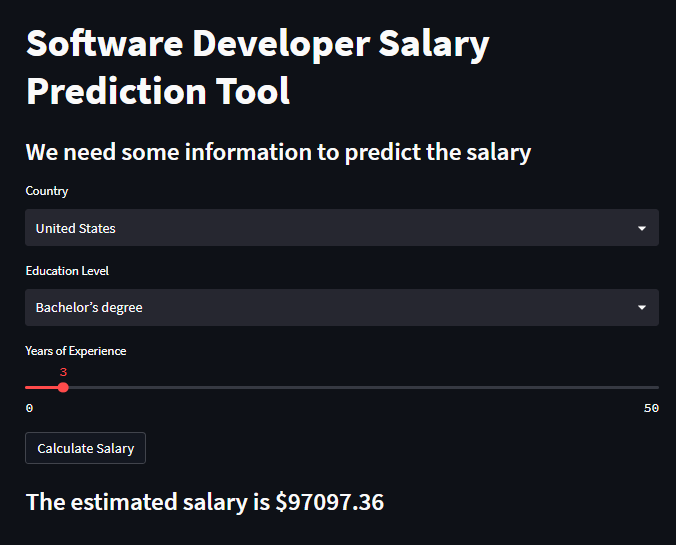 Software Developer Salary
Prediction Tool
We need some information to predict the salary
Country
United States
Education Level
Bachelor’s degree
Years of Experience
3
0 50
Calculate Salary
The estimated salary is $97097.36